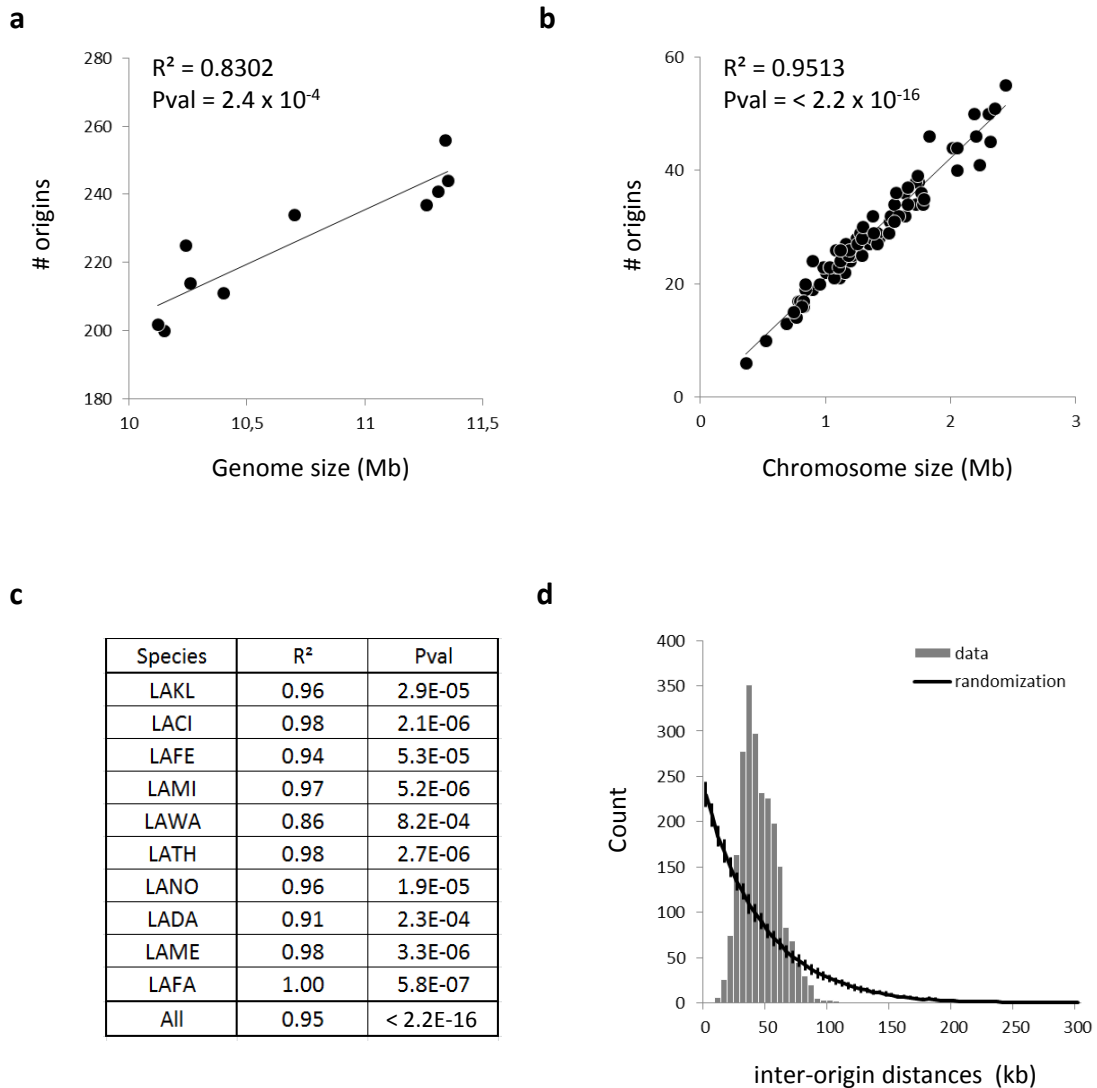 a
R² = 0.8302
Pval = 2.4 x 10⁻⁴
280
260
240
220
200
180
# origins
10 10,5 11 11,5
Genome size (Mb)
b
R² = 0.9513
Pval = < 2.2 x 10⁻¹⁶
60
40
20
0
# origins
0 1 2 3
Chromosome size (Mb)
c
Species R² Pval
LAKL 0.96 2.9E-05
LACI 0.98 2.1E-06
LAFE 0.94 5.3E-05
LAMI 0.97 5.2E-06
LAWA 0.86 8.2E-04
LATH 0.98 2.7E-06
LANO 0.96 1.9E-05
LADA 0.91 2.3E-04
LAME 0.98 3.3E-06
LAFA 1.00 5.8E-07
All 0.95 < 2.2E-16
d
data
randomization
400
350
300
250
200
150
100
50
0
Count
0 50 100 150 200 250 300
inter-origin distances (kb)